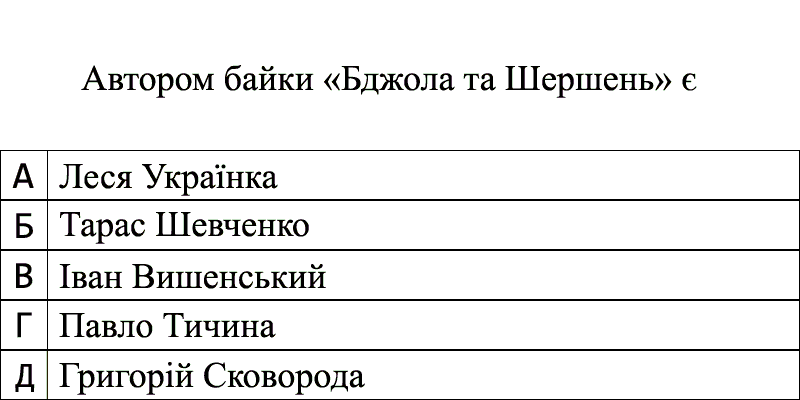 Автором байки «Бджола та Шершень» є
А Леся Українка
Б Тарас Шевченко
В Іван Вишенський
Г Павло Тичина
Д Григорій Сковорода